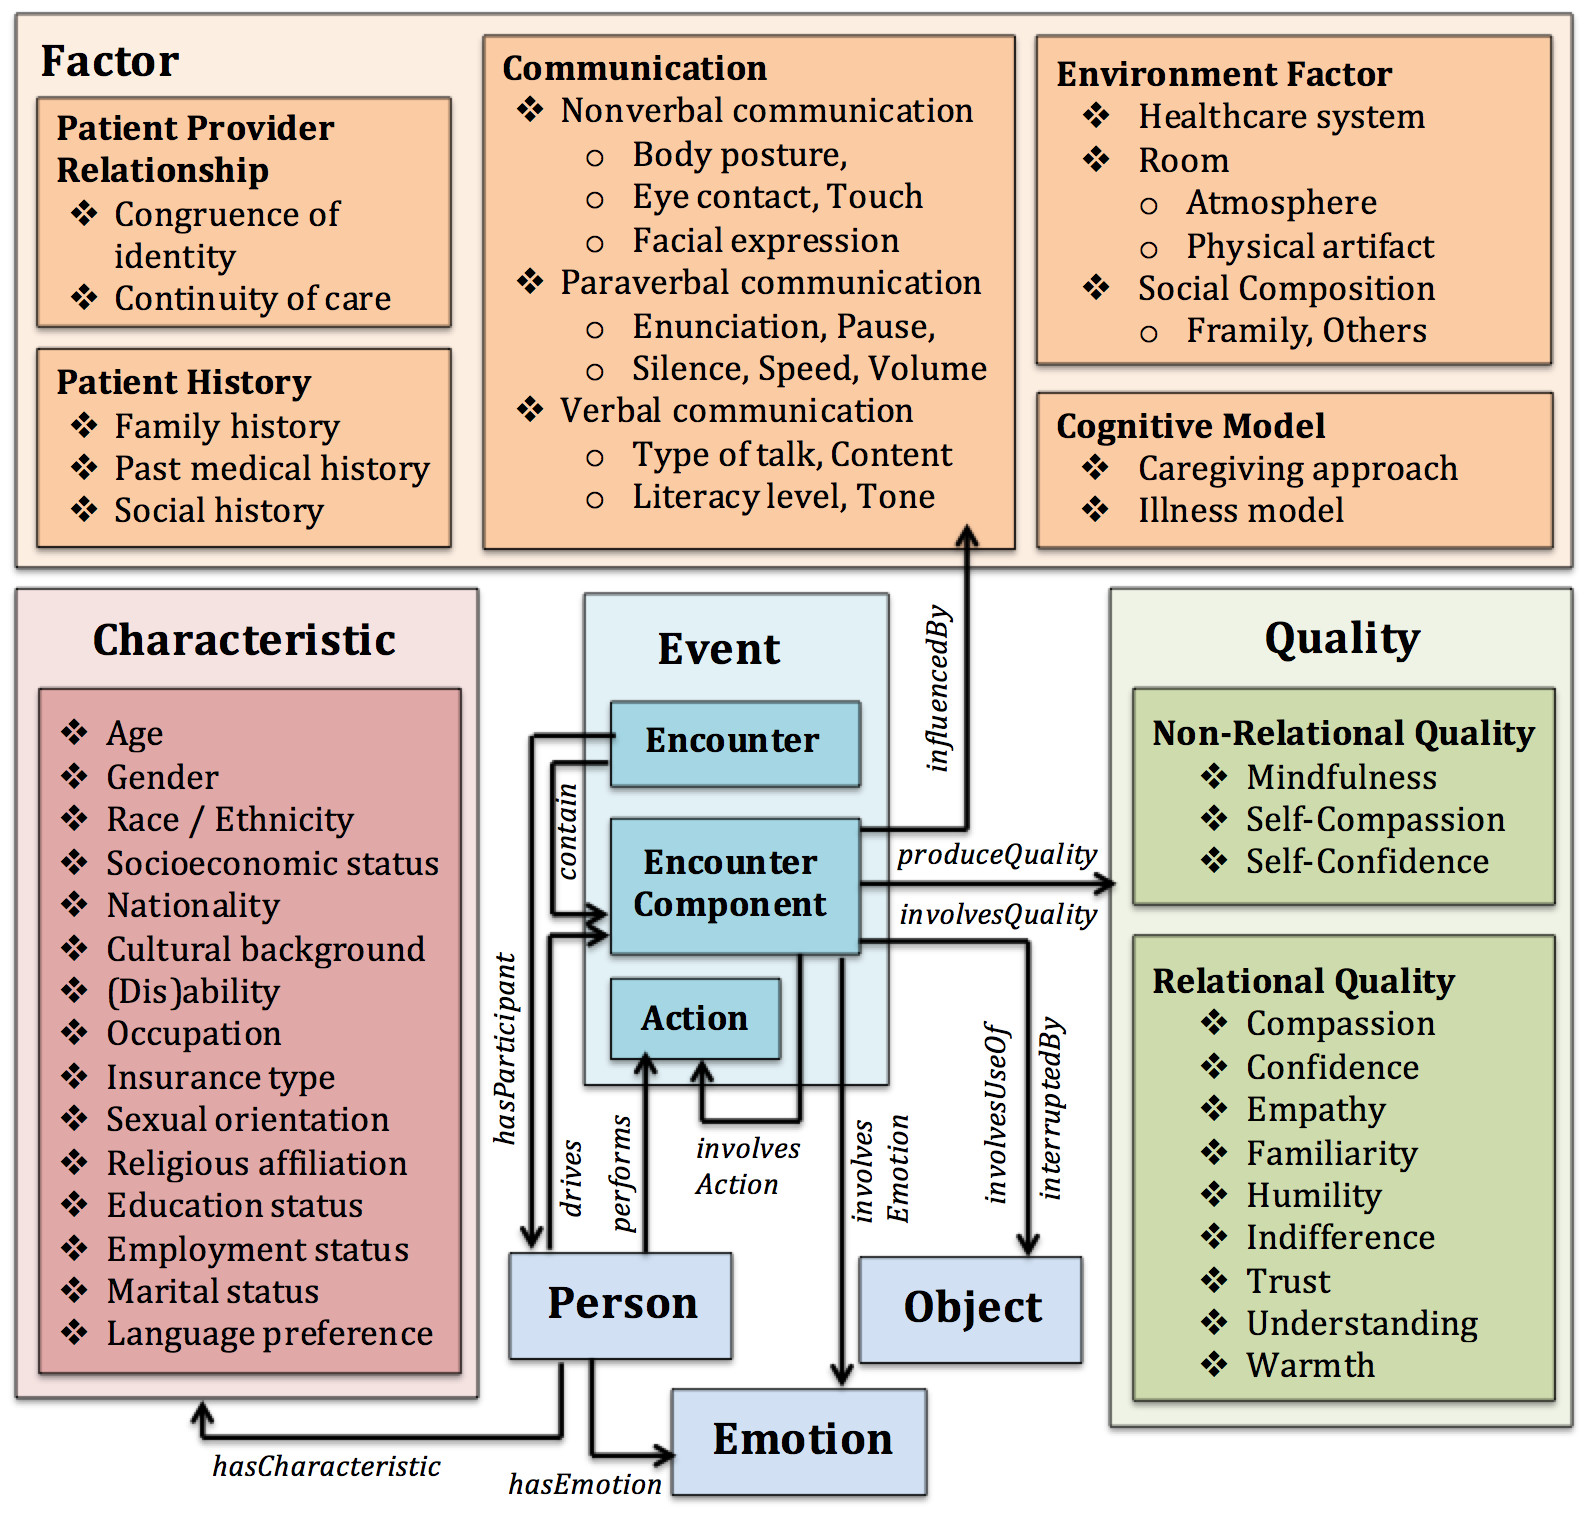 Factor
Patient Provider
Relationship
❖ Congruence of
identity
❖ Continuity of care
Patient History
❖ Family history
❖ Past medical history
❖ Social history
Communication
❖ Nonverbal communication
o Body posture,
o Eye contact, Touch
o Facial expression
❖ Paraverbal communication
o Enunciation, Pause,
o Silence, Speed, Volume
❖ Verbal communication
o Type of talk, Content
o Literacy level, Tone
Environment Factor
❖ Healthcare system
❖ Room
o Atmosphere
o Physical artifact
❖ Social Composition
o Framily, Others
Cognitive Model
❖ Caregiving approach
❖ Illness model
Characteristic
❖ Age
❖ Gender
❖ Race / Ethnicity
❖ Socioeconomic status
❖ Nationality
❖ Cultural background
❖ (Dis)ability
❖ Occupation
❖ Insurance type
❖ Sexual orientation
❖ Religious affiliation
❖ Education status
❖ Employment status
❖ Marital status
❖ Language preference
Event
Encounter
Encounter
Component
Action
contain
hasParticipant
drives
performs
involves
Action
involves
Emotion
involvesUseOf
interruptedBy
influencedBy
produceQuality
involvesQuality
Person
Object
Emotion
hasCharacteristic
hasEmotion
Quality
Non-Relational Quality
❖ Mindfulness
❖ Self-Compassion
❖ Self-Confidence
Relational Quality
❖ Compassion
❖ Confidence
❖ Empathy
❖ Familiarity
❖ Humility
❖ Indifference
❖ Trust
❖ Understanding
❖ Warmth